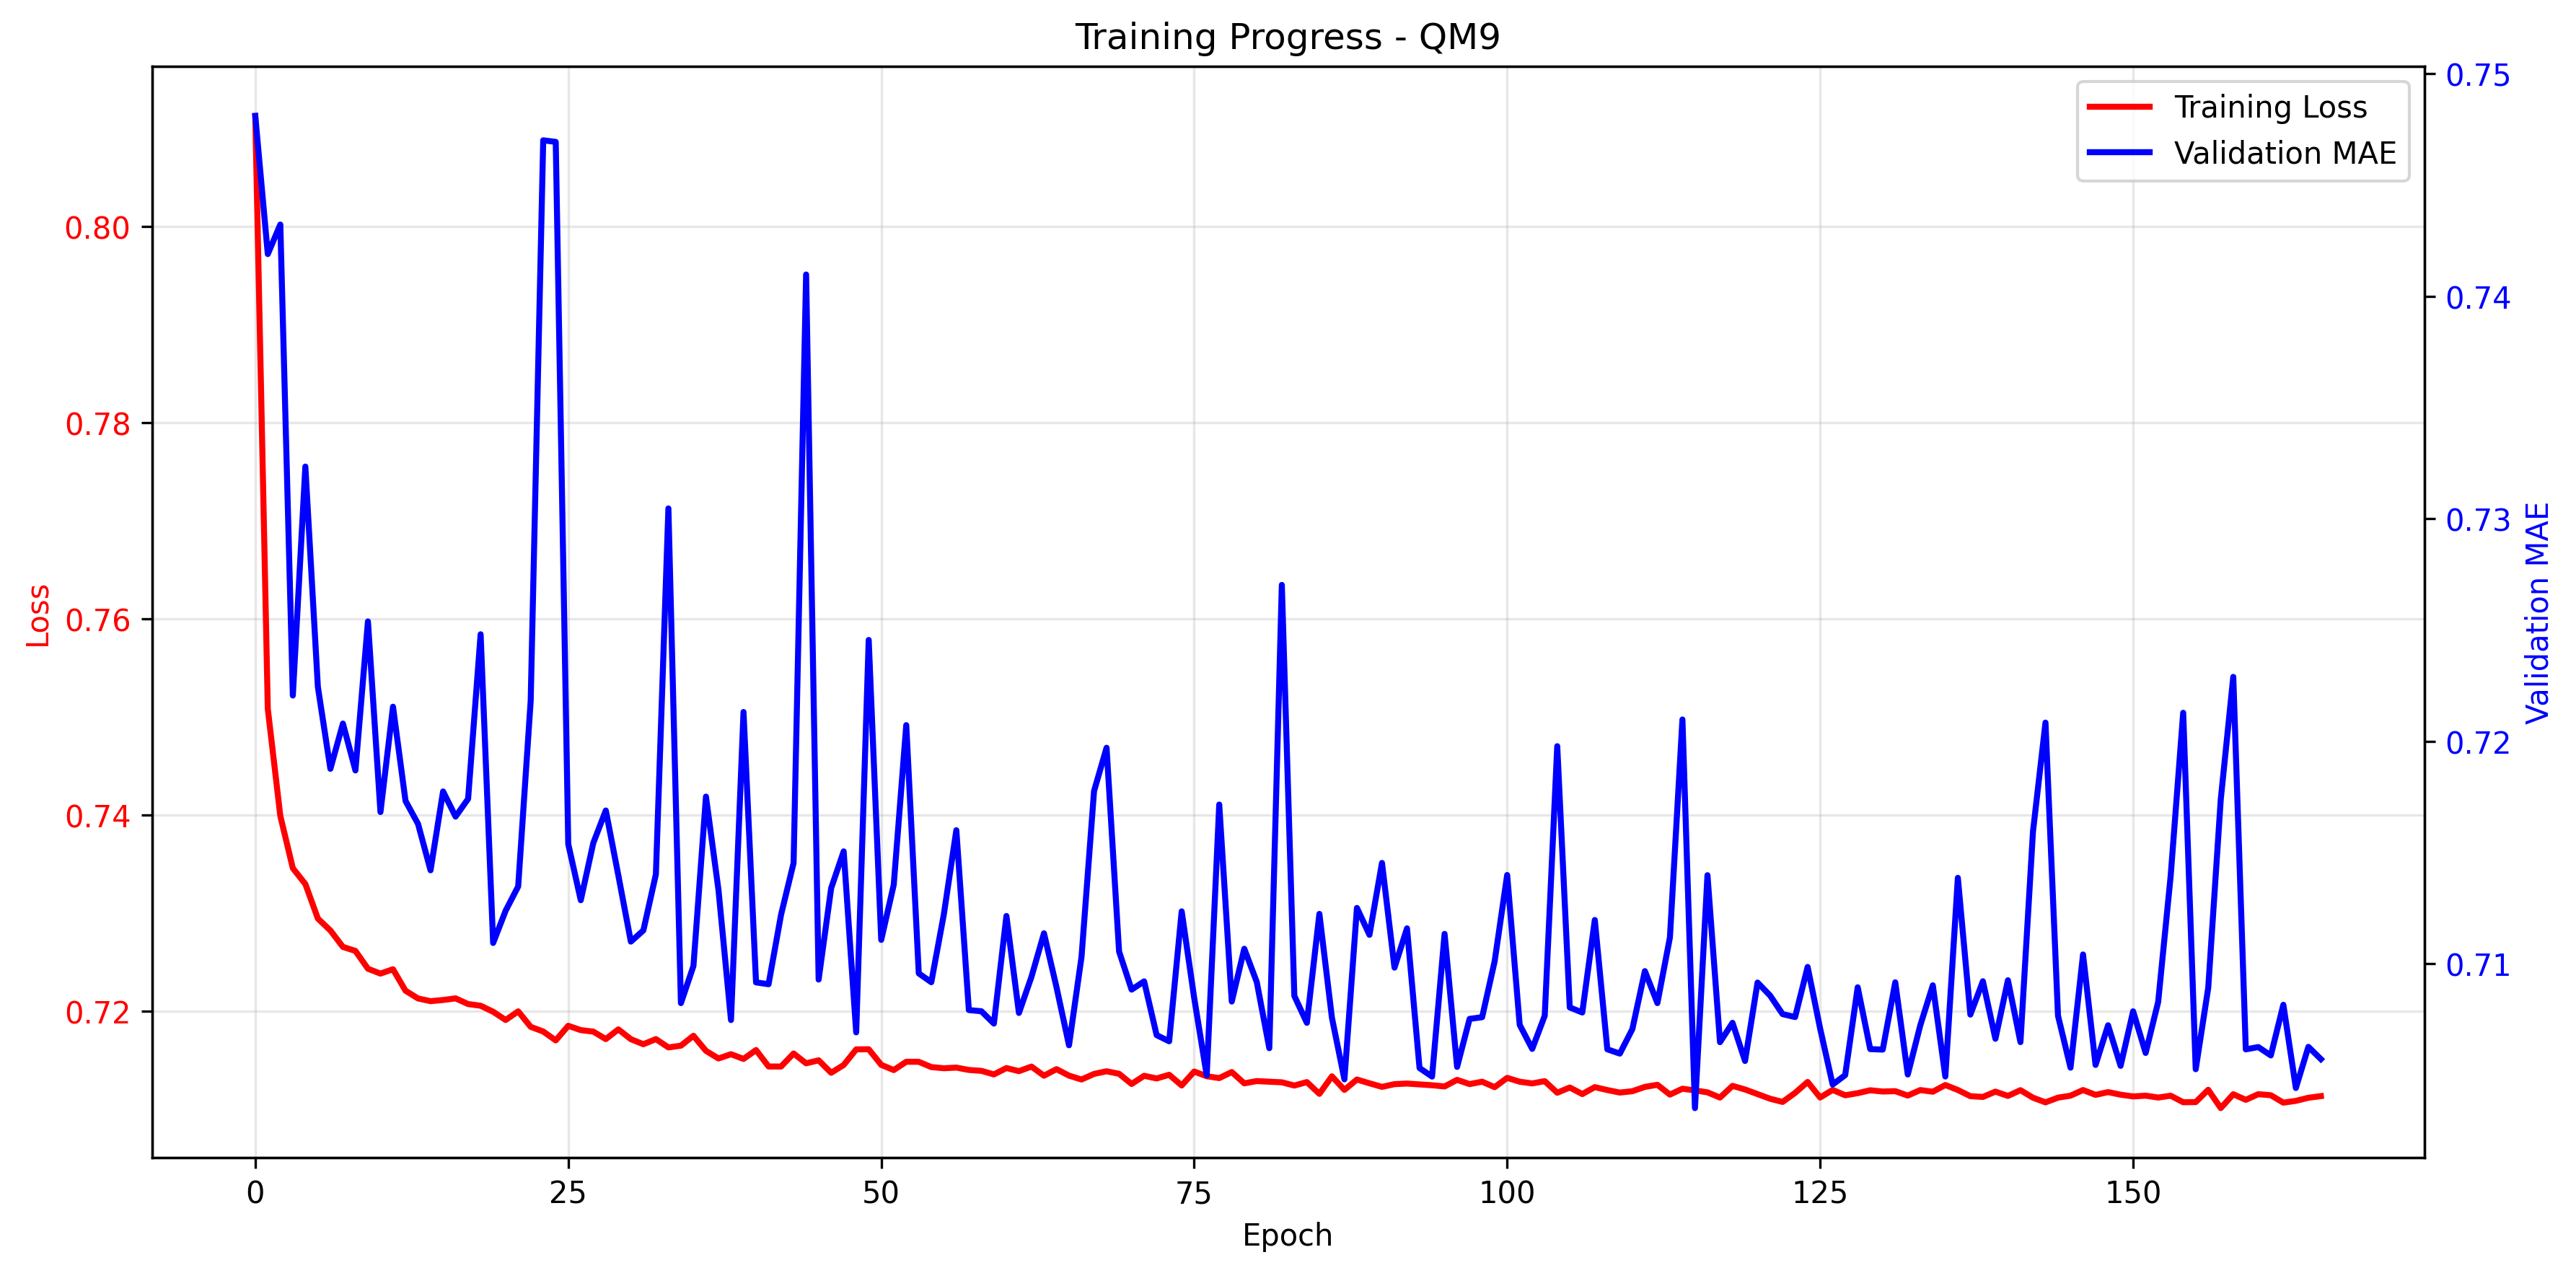 Training Progress - QM9
Training Loss
Validation MAE
Loss
0.80
0.78
0.76
0.74
0.72
0.75
0.74
0.73
0.72
0.71
Validation MAE
0
25
50
75
100
125
150
Epoch